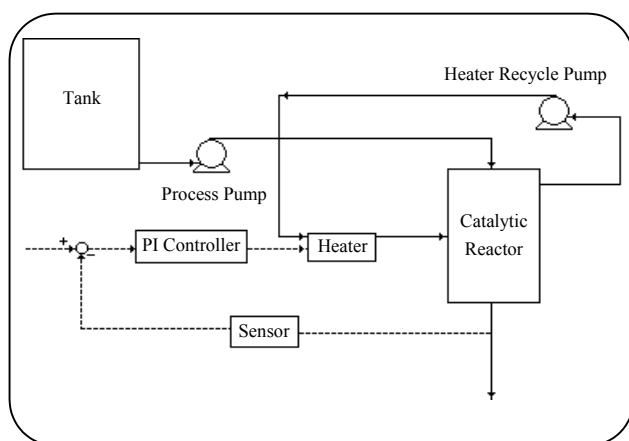 Heater Recycle Pump
Tank
Process Pump
Catalytic
Reactor
+
PI Controller
Heater
−
Sensor